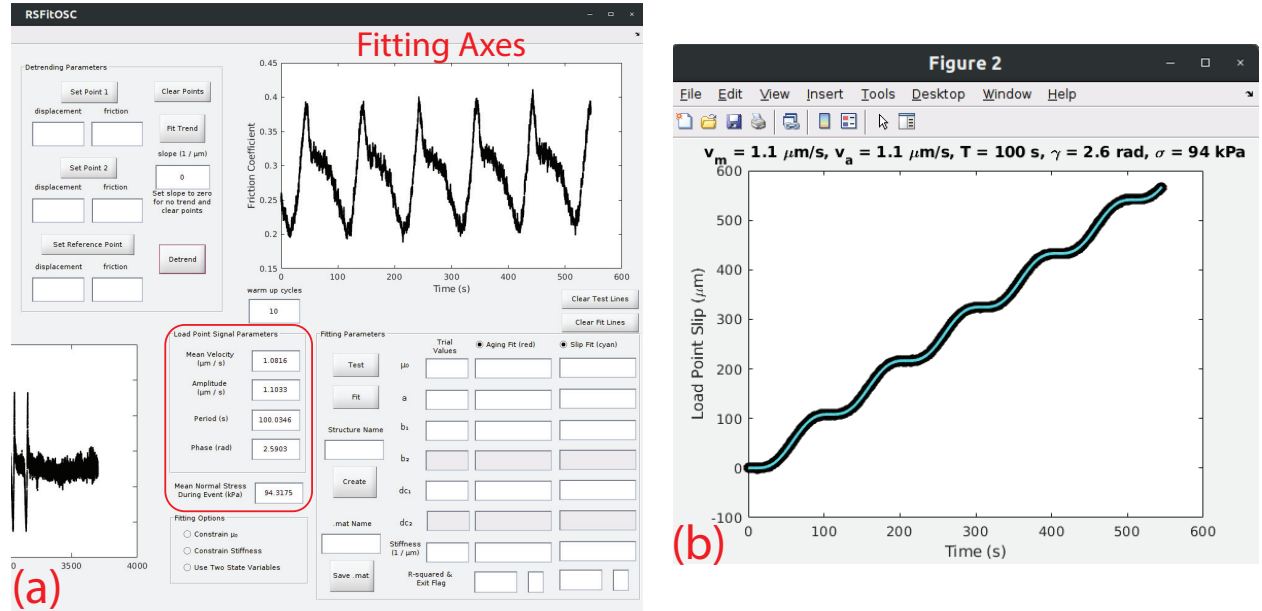 RSFitOSC
Fitting Axes
Detrending Parameters
Set Point 1
Clear Points
displacement friction
Fit Trend
slope (1 / μm)
Set Point 2
0
displacement friction
Set slope to zero
for no trend and
clear points
Set Reference Point
Detrend
displacement friction
0.45
0.4
0.35
0.3
0.25
0.2
0.15
Friction Coefficient
0 100 200 300 400 500 600
Time (s)
warm up cycles
10
Clear Test Lines
Clear Fit Lines
Load Point Signal Parameters
Mean Velocity
(μm / s)
1.0816
Amplitude
(μm / s)
1.1033
Period (s)
100.0346
Phase (rad)
2.5903
Mean Normal Stress
During Event (kPa)
94.3175
Fitting Options
Constrain μ₀
Constrain Stiffness
Use Two State Variables
3500 4000
(a)
Fitting Parameters
Trial
Values
Aging Fit (red)
Slip Fit (cyan)
Test
μ₀
Fit
a
Structure Name
b₁
b₂
Create
dc₁
.mat Name
dc₂
Stiffness
(1 / μm)
Save .mat
R-squared &
Exit Flag
Figure 2
File Edit View Insert Tools Desktop Window Help
vₘ = 1.1 μm/s, vₐ = 1.1 μm/s, T = 100 s, γ = 2.6 rad, σ = 94 kPa
600
500
400
300
200
100
0
-100
Load Point Slip (μm)
0 100 200 300 400 500 600
Time (s)
(b)